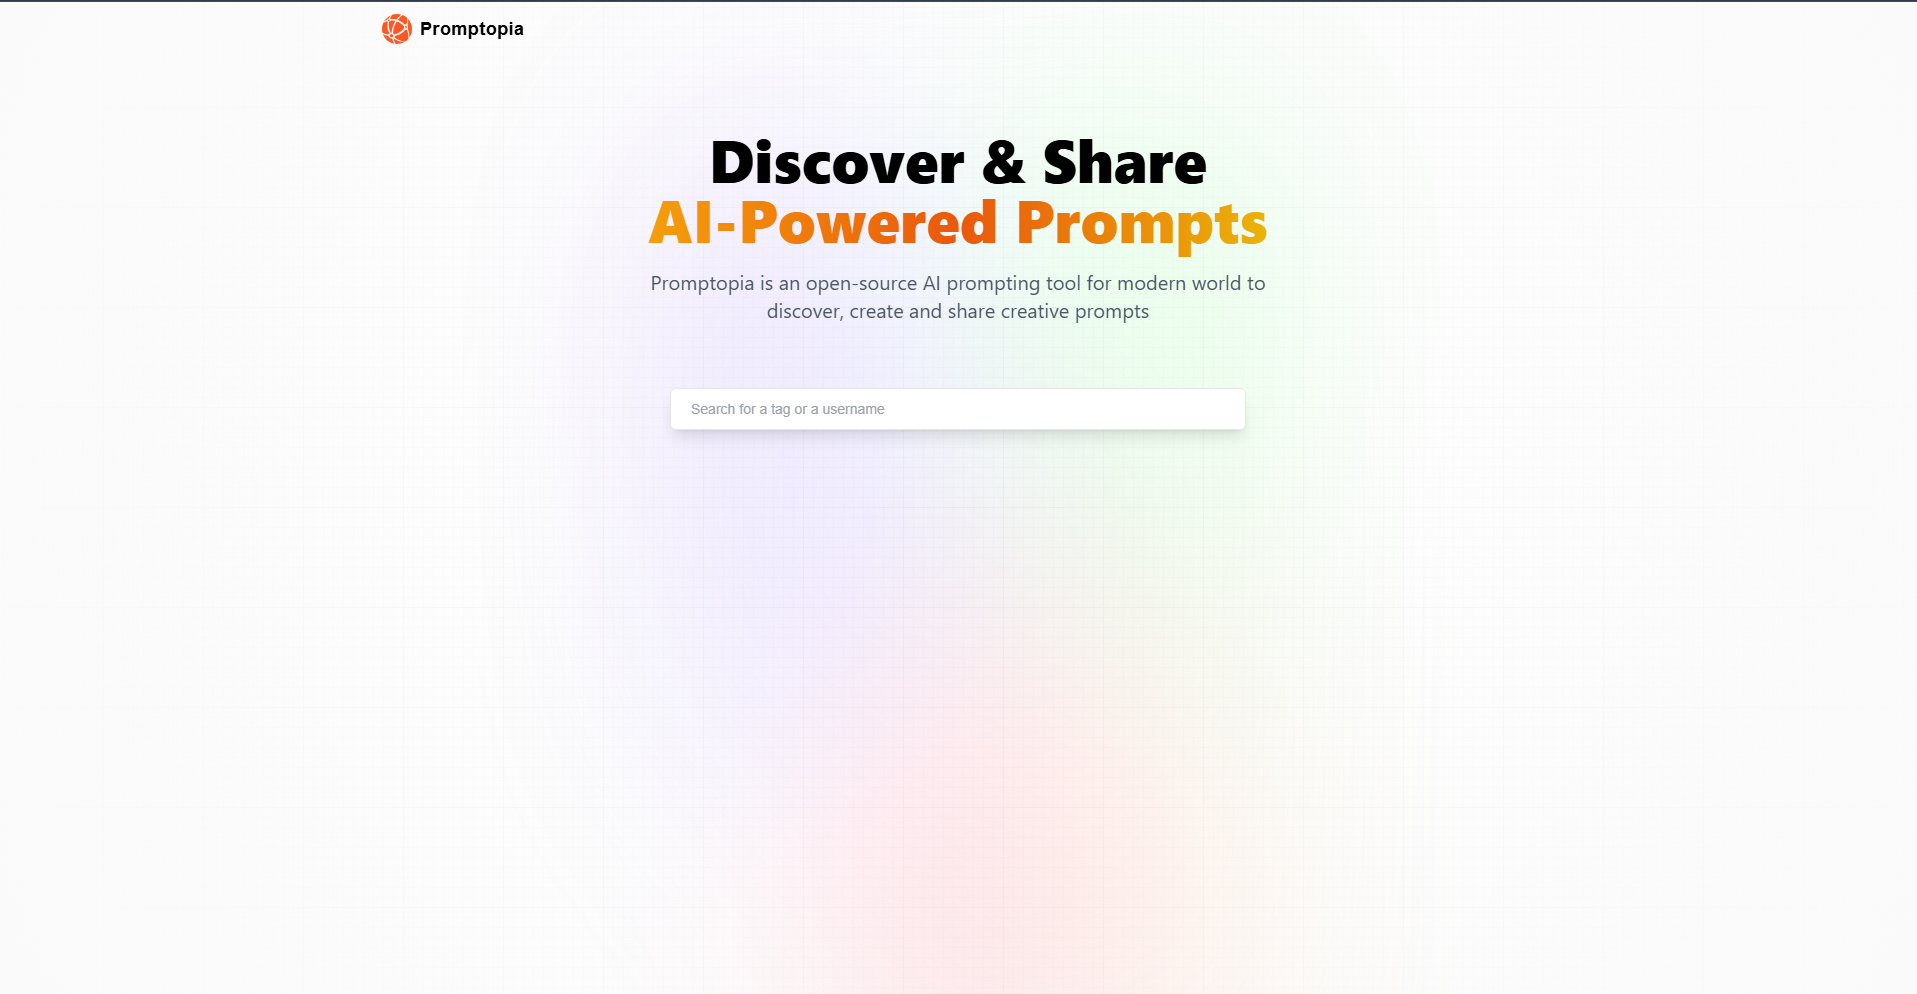 Promptopia
Discover & Share
AI-Powered Prompts
Promptopia is an open-source AI prompting tool for modern world to
discover, create and share creative prompts
Search for a tag or a username